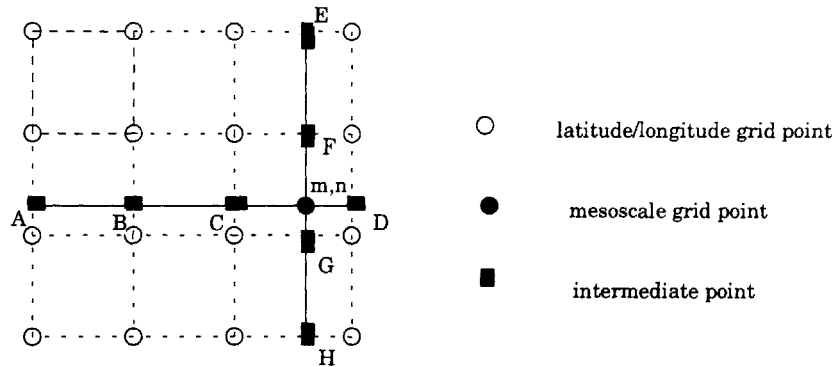 E
F
m,n
A
B
C
D
G
H
latitude/longitude grid point
mesoscale grid point
intermediate point